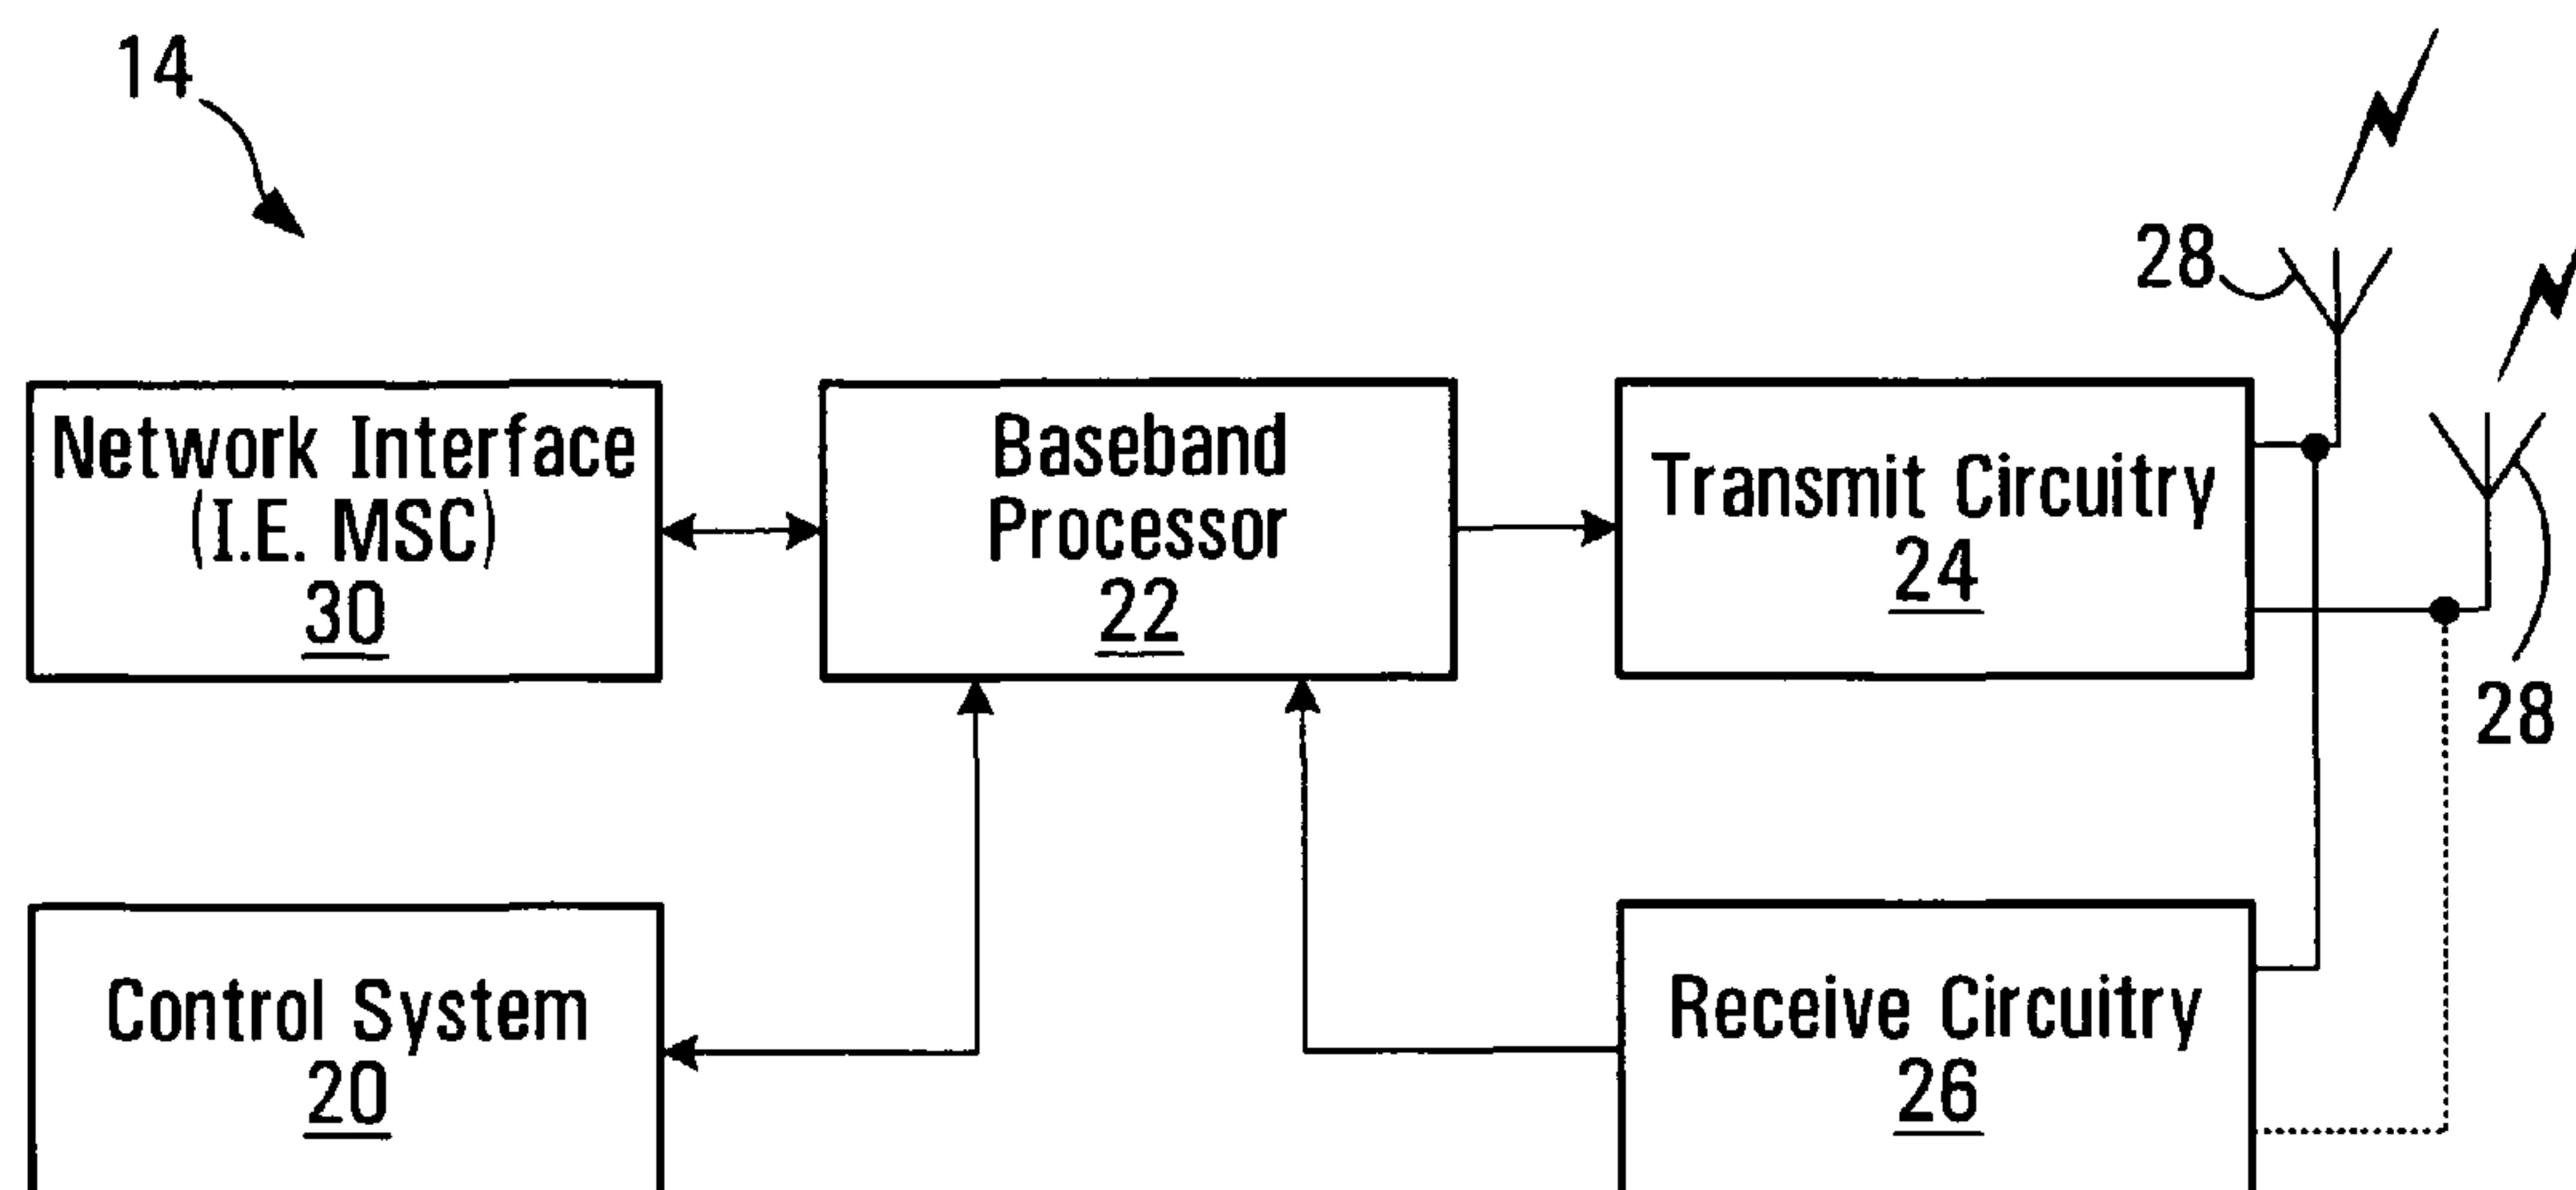 14
28
Network Interface
(I.E. MSC)
30
Baseband
Processor
22
Transmit Circuitry
24
28
Control System
20
Receive Circuitry
26